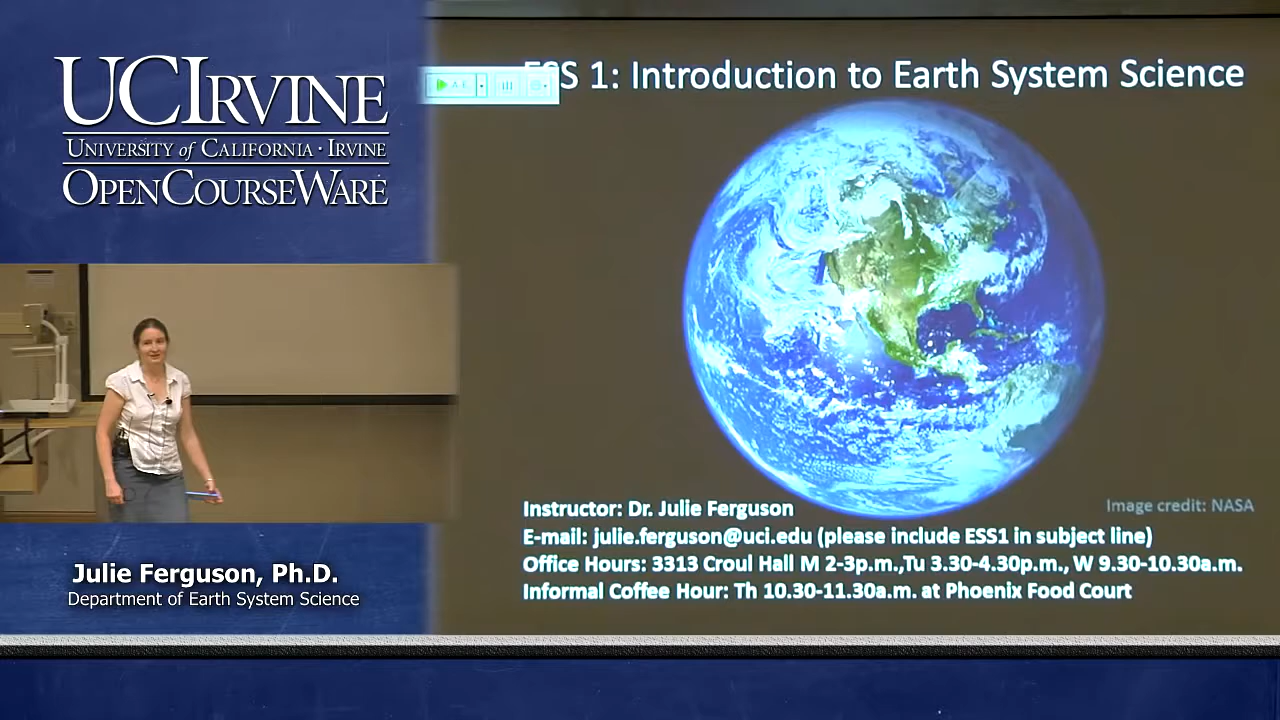 UCIRVINE
UNIVERSITY of CALIFORNIA · IRVINE
OPENCOURSEWARE
Julie Ferguson, Ph.D.
Department of Earth System Science
ESS 1: Introduction to Earth System Science
Instructor: Dr. Julie Ferguson
Image credit: NASA
E-mail: julie.ferguson@uci.edu (please include ESS1 in subject line)
Office Hours: 3313 Croul Hall M 2-3p.m.,Tu 3.30-4.30p.m., W 9.30-10.30a.m.
Informal Coffee Hour: Th 10.30-11.30a.m. at Phoenix Food Court